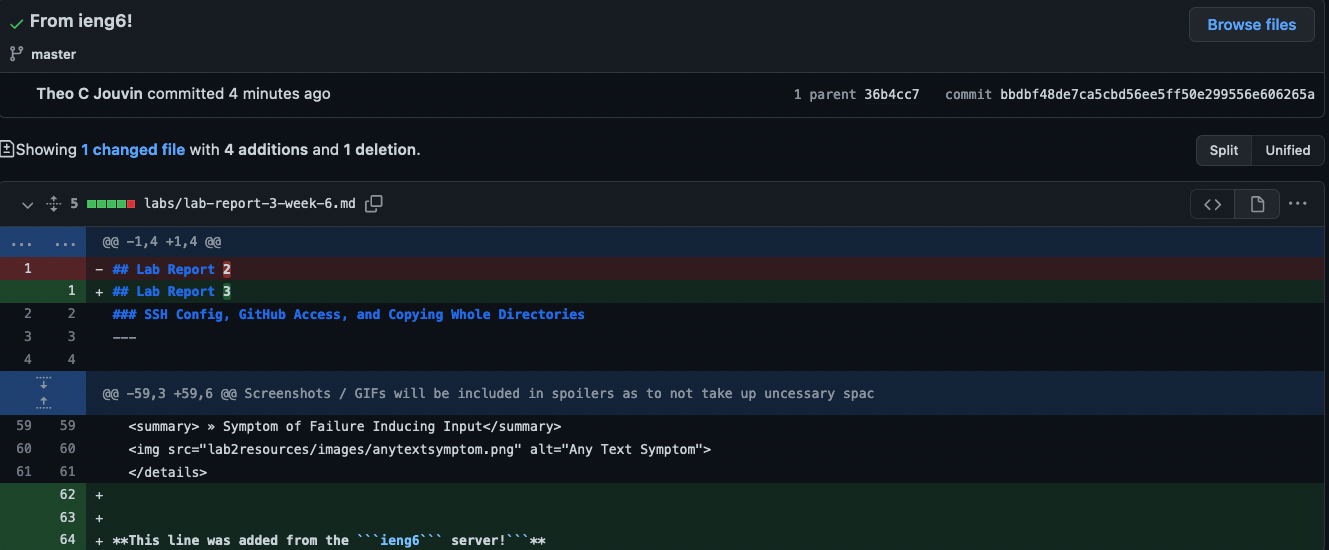 From ieng6!
Browse files
master
Theo C Jouvin committed 4 minutes ago 1 parent 36b4cc7 commit bbdbf48de7ca5cbd56ee5ff50e299556e606265a
Showing 1 changed file with 4 additions and 1 deletion. Split Unified
5 labs/lab-report-3-week-6.md <> ...
... ... @@ -1,4 +1,4 @@
1 - ## Lab Report 2
1 + ## Lab Report 3
2 2 ### SSH Config, GitHub Access, and Copying Whole Directories
3 3 ---
4 4
@@ -59,3 +59,6 @@ Screenshots / GIFs will be included in spoilers as to not take up uncessary spac
59 59 <summary> » Symptom of Failure Inducing Input</summary>
60 60 <img src="lab2resources/images/anytextsymptom.png" alt="Any Text Symptom">
61 61 </details>
62 +
63 +
64 + **This line was added from the ```ieng6``` server!```**